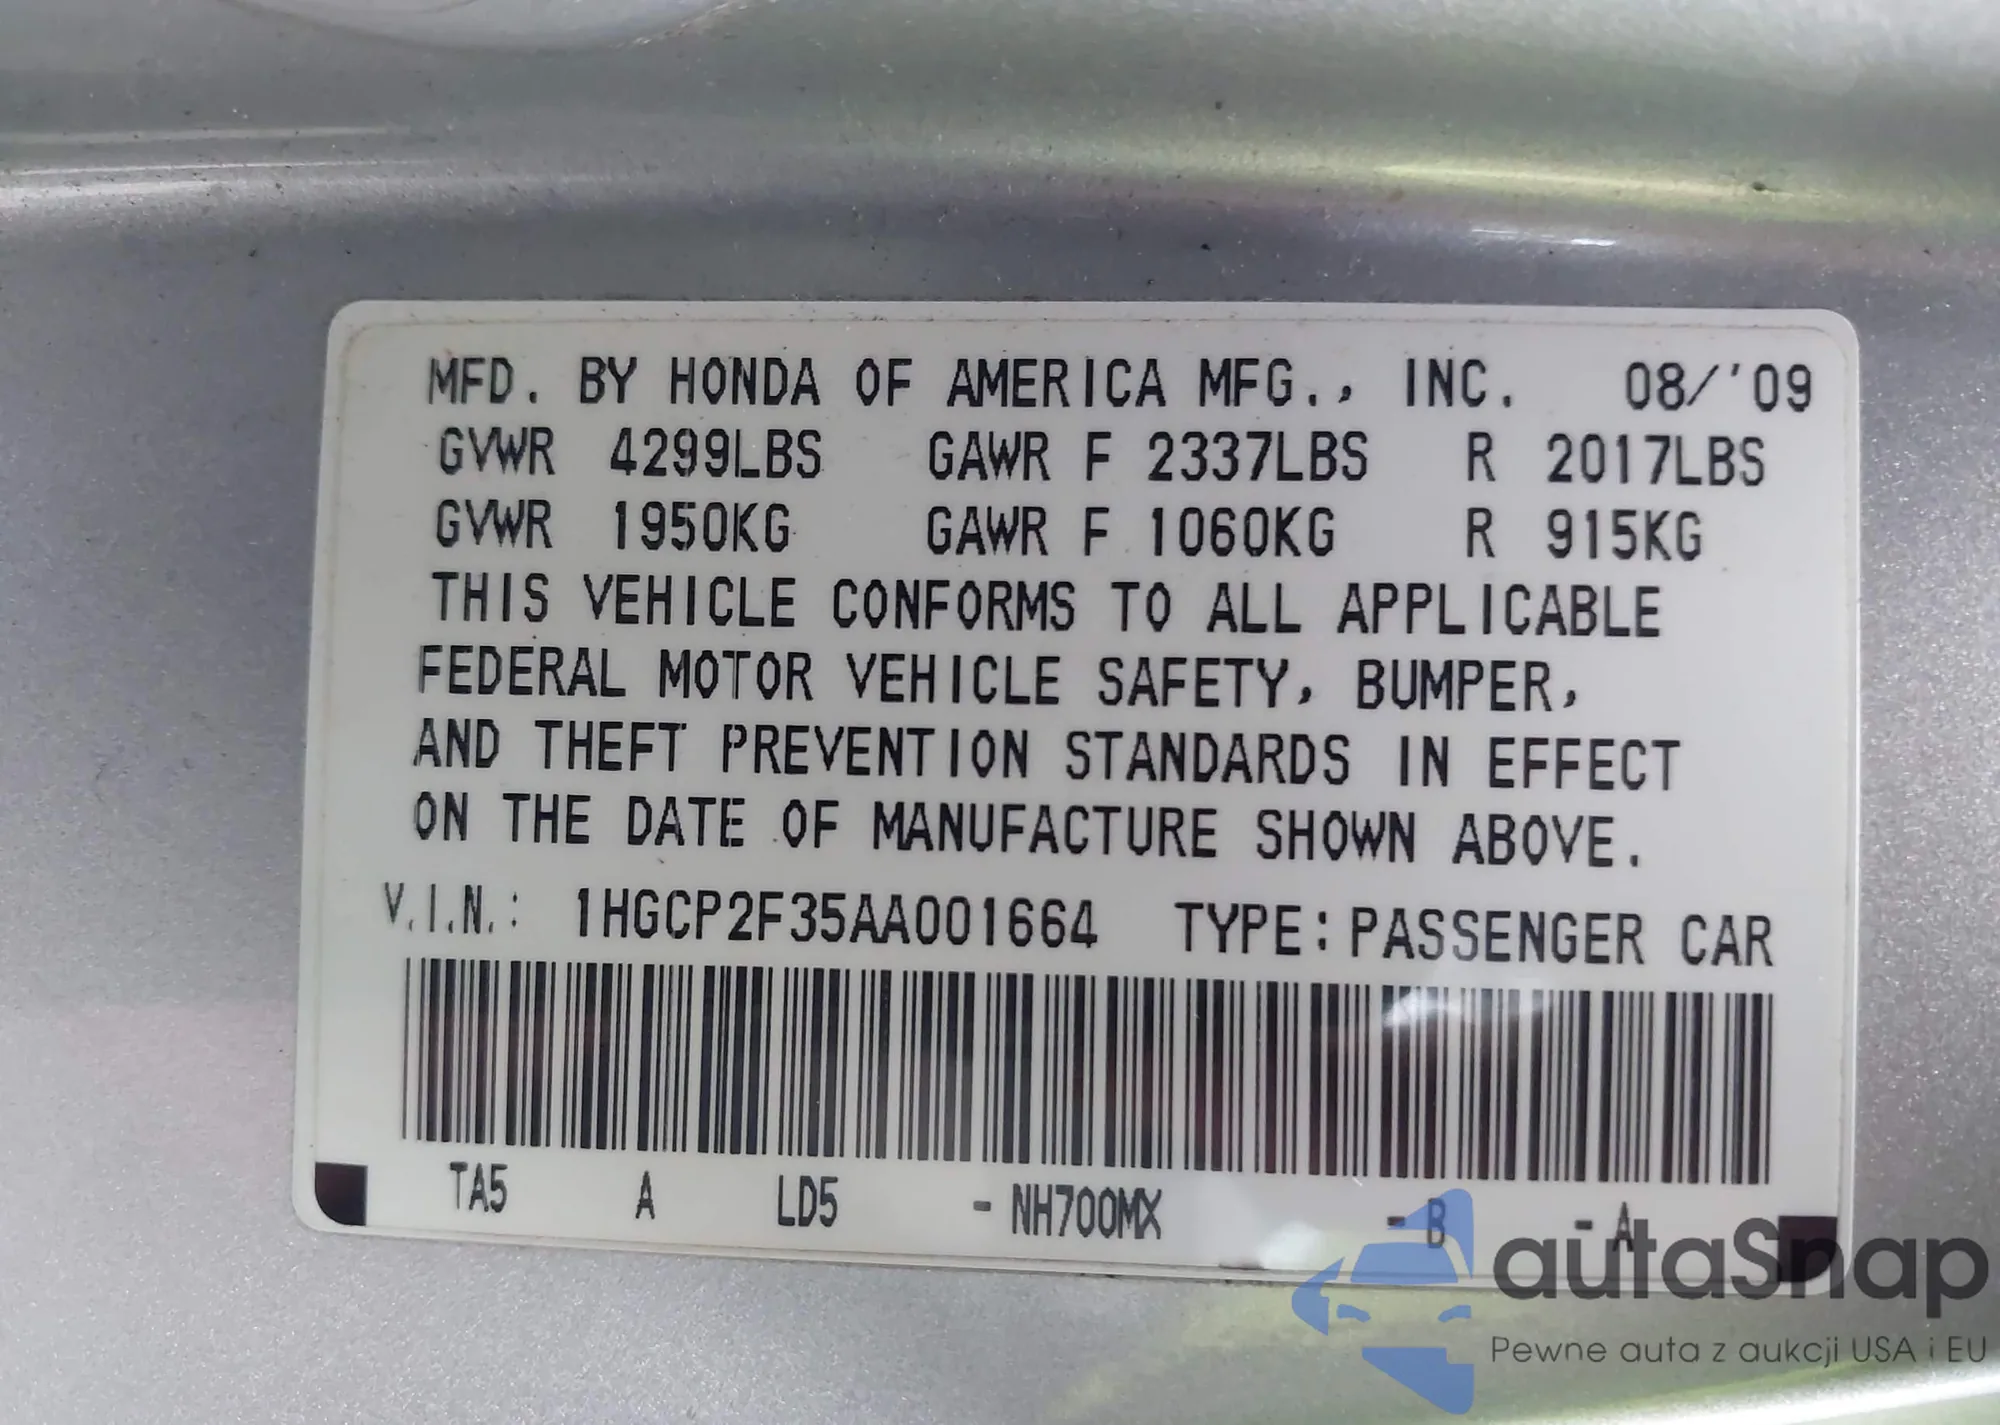 MFD. BY HONDA OF AMERICA MFG., INC. 08/'09
GVWR 4299LBS GAWR F 2337LBS R 2017LBS
GVWR 1950KG GAWR F 1060KG R 915KG
THIS VEHICLE CONFORMS TO ALL APPLICABLE
FEDERAL MOTOR VEHICLE SAFETY, BUMPER,
AND THEFT PREVENTION STANDARDS IN EFFECT
ON THE DATE OF MANUFACTURE SHOWN ABOVE.
V.I.N.: 1HGCP2F35AA001664 TYPE: PASSENGER CAR
TA5 A LD5 - NH700MX - B - A
autaSnap
Pewne auta z aukcji USA i EU